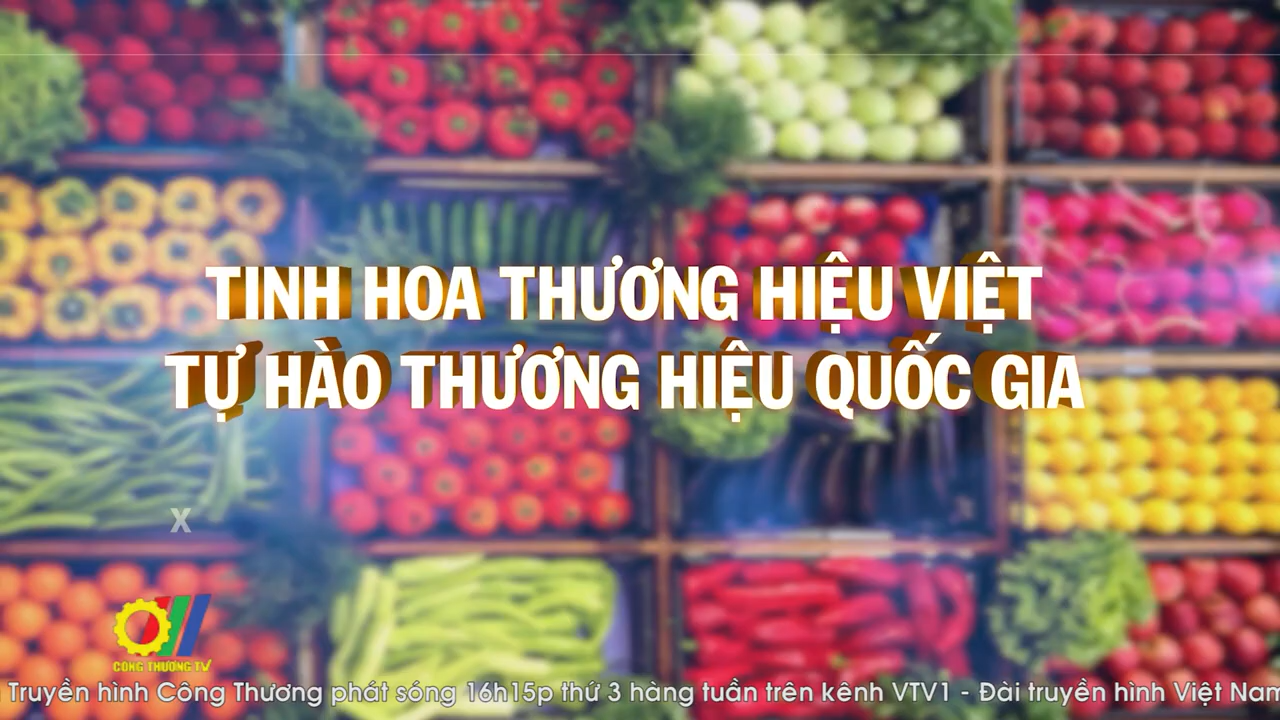 TINH HOA THƯƠNG HIỆU VIỆT
TỰ HÀO THƯƠNG HIỆU QUỐC GIA
X
CÔNG THƯƠNG TV
Truyền hình Công Thương phát sóng 16h15p thứ 3 hàng tuần trên kênh VTV1 - Đài truyền hình Việt Nam